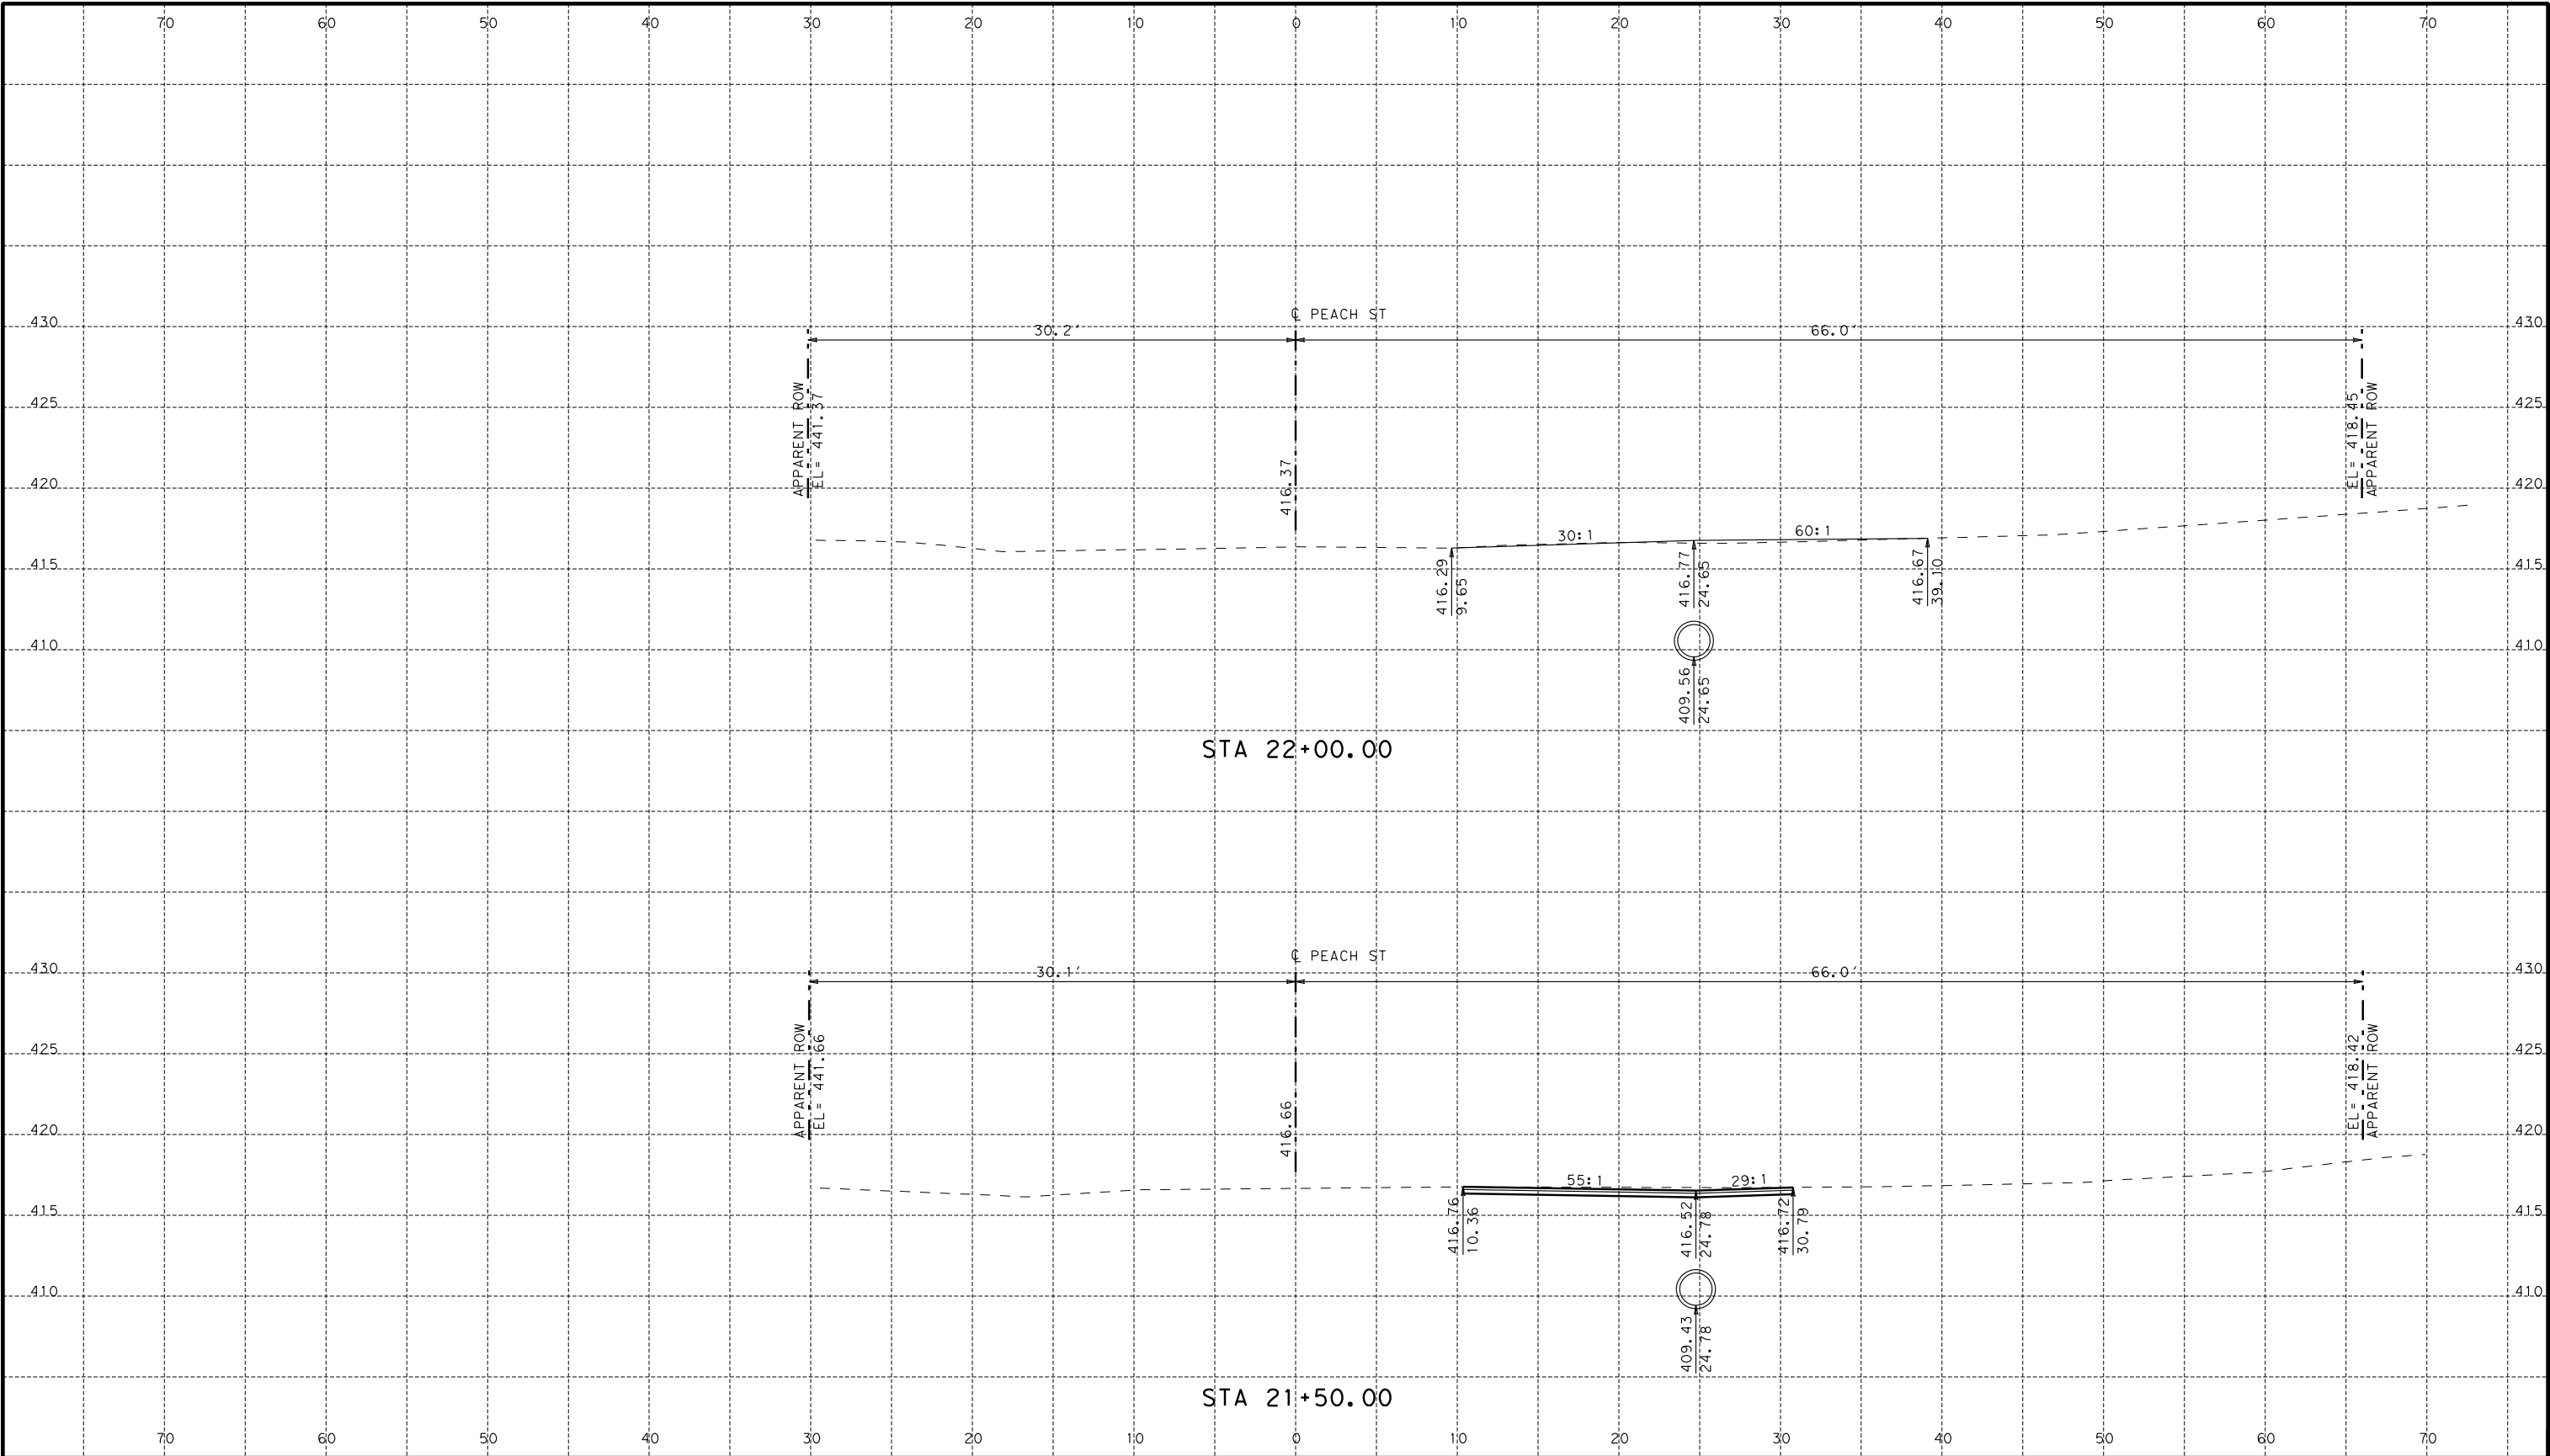 70 60 50 40 30 20 10 0 10 20 30 40 50 60 70
℄ PEACH ST
430 430
30.2' 66.0'
425 425
APPARENT ROW
EL= 441.37
416.37
EL= 418.45
APPARENT ROW
420 420
30:1 60:1
415 415
416.29
9.65
416.77
24.65
416.67
39.10
410 410
409.56
24.65
STA 22+00.00
℄ PEACH ST
430 430
30.1' 66.0'
425 425
APPARENT ROW
EL= 441.66
416.66
EL= 418.42
APPARENT ROW
420 420
55:1 29:1
415 415
416.76
10.36
416.52
24.78
416.72
30.79
410 410
409.43
24.78
STA 21+50.00
70 60 50 40 30 20 10 0 10 20 30 40 50 60 70